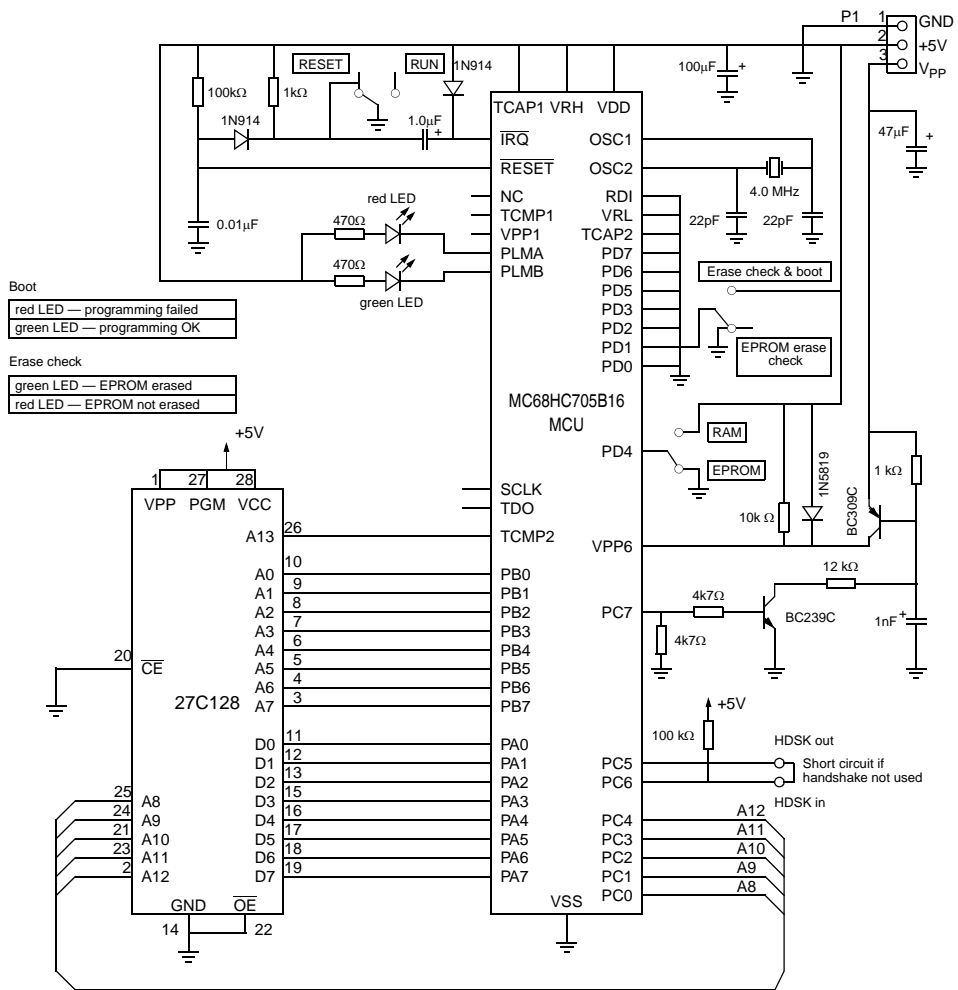 P1 1 GND
2 +5V
3 VPP
RESET RUN 1N914
100kΩ 1kΩ
1N914 1.0µF +
100µF +
47µF +
TCAP1 VRH VDD
IRQ OSC1
RESET OSC2
4.0 MHz
NC RDI
TCMP1 VRL
22pF 22pF
VPP1 TCAP2
0.01µF
red LED
470Ω
PLMA PD7
PLMB PD6
470Ω
green LED
Erase check & boot
PD5
PD3
PD2
PD1
PD0
EPROM erase
check
Boot
red LED — programming failed
green LED — programming OK
Erase check
green LED — EPROM erased
red LED — EPROM not erased
MC68HC705B16
MCU
RAM
PD4
EPROM
+5V
1 27 28
VPP PGM VCC
SCLK
TDO
A13 26 TCMP2
VPP6
10k Ω
1N5819
BC309C
1 kΩ
12 kΩ
A0 10 PB0
A1 9 PB1
A2 8 PB2
A3 7 PB3
A4 6 PB4
A5 5 PB5
A6 4 PB6
A7 3 PB7
PC7
4k7Ω
4k7Ω
BC239C
1nF +
20 CE
27C128
+5V
100 kΩ
D0 11 PA0
D1 12 PA1
D2 13 PA2
D3 15 PA3
D4 16 PA4
D5 17 PA5
D6 18 PA6
D7 19 PA7
HDSK out
PC5
PC6
Short circuit if
handshake not used
HDSK in
25 A8
24 A9
21 A10
23 A11
2 A12
PC4 A12
PC3 A11
PC2 A10
PC1 A9
PC0 A8
GND OE
14 22
VSS